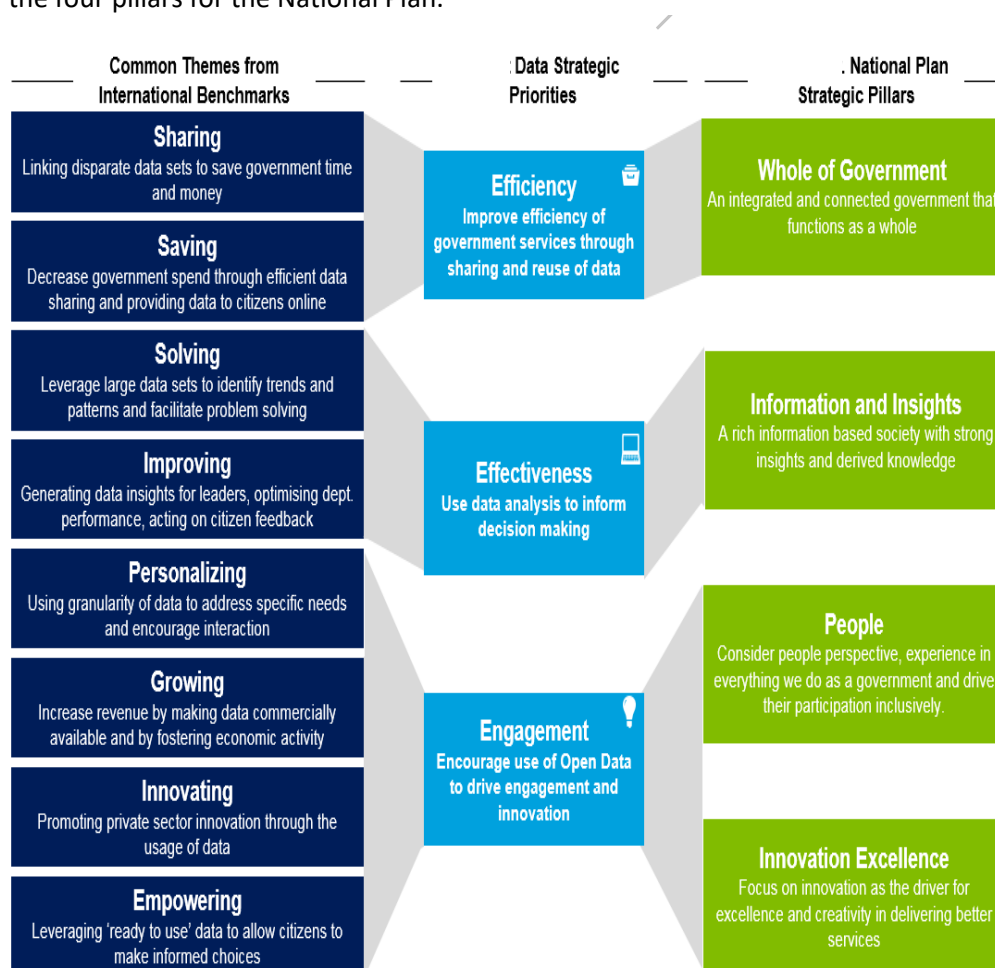 the four pillars for the National Plan.
Common Themes from
International Benchmarks
Sharing
Linking disparate data sets to save government time
and money
Saving
Decrease government spend through efficient data
sharing and providing data to citizens online
Solving
Leverage large data sets to identify trends and
patterns and facilitate problem solving
Improving
Generating data insights for leaders, optimising dept.
performance, acting on citizen feedback
Personalizing
Using granularity of data to address specific needs
and encourage interaction
Growing
Increase revenue by making data commercially
available and by fostering economic activity
Innovating
Promoting private sector innovation through the
usage of data
Empowering
Leveraging ‘ready to use’ data to allow citizens to
make informed choices
Data Strategic
Priorities
Efficiency
Improve efficiency of
government services through
sharing and reuse of data
Effectiveness
Use data analysis to inform
decision making
Engagement
Encourage use of Open Data
to drive engagement and
innovation
. National Plan
Strategic Pillars
Whole of Government
An integrated and connected government that
functions as a whole
Information and Insights
A rich information based society with strong
insights and derived knowledge
People
Consider people perspective, experience in
everything we do as a government and drive
their participation inclusively.
Innovation Excellence
Focus on innovation as the driver for
excellence and creativity in delivering better
services